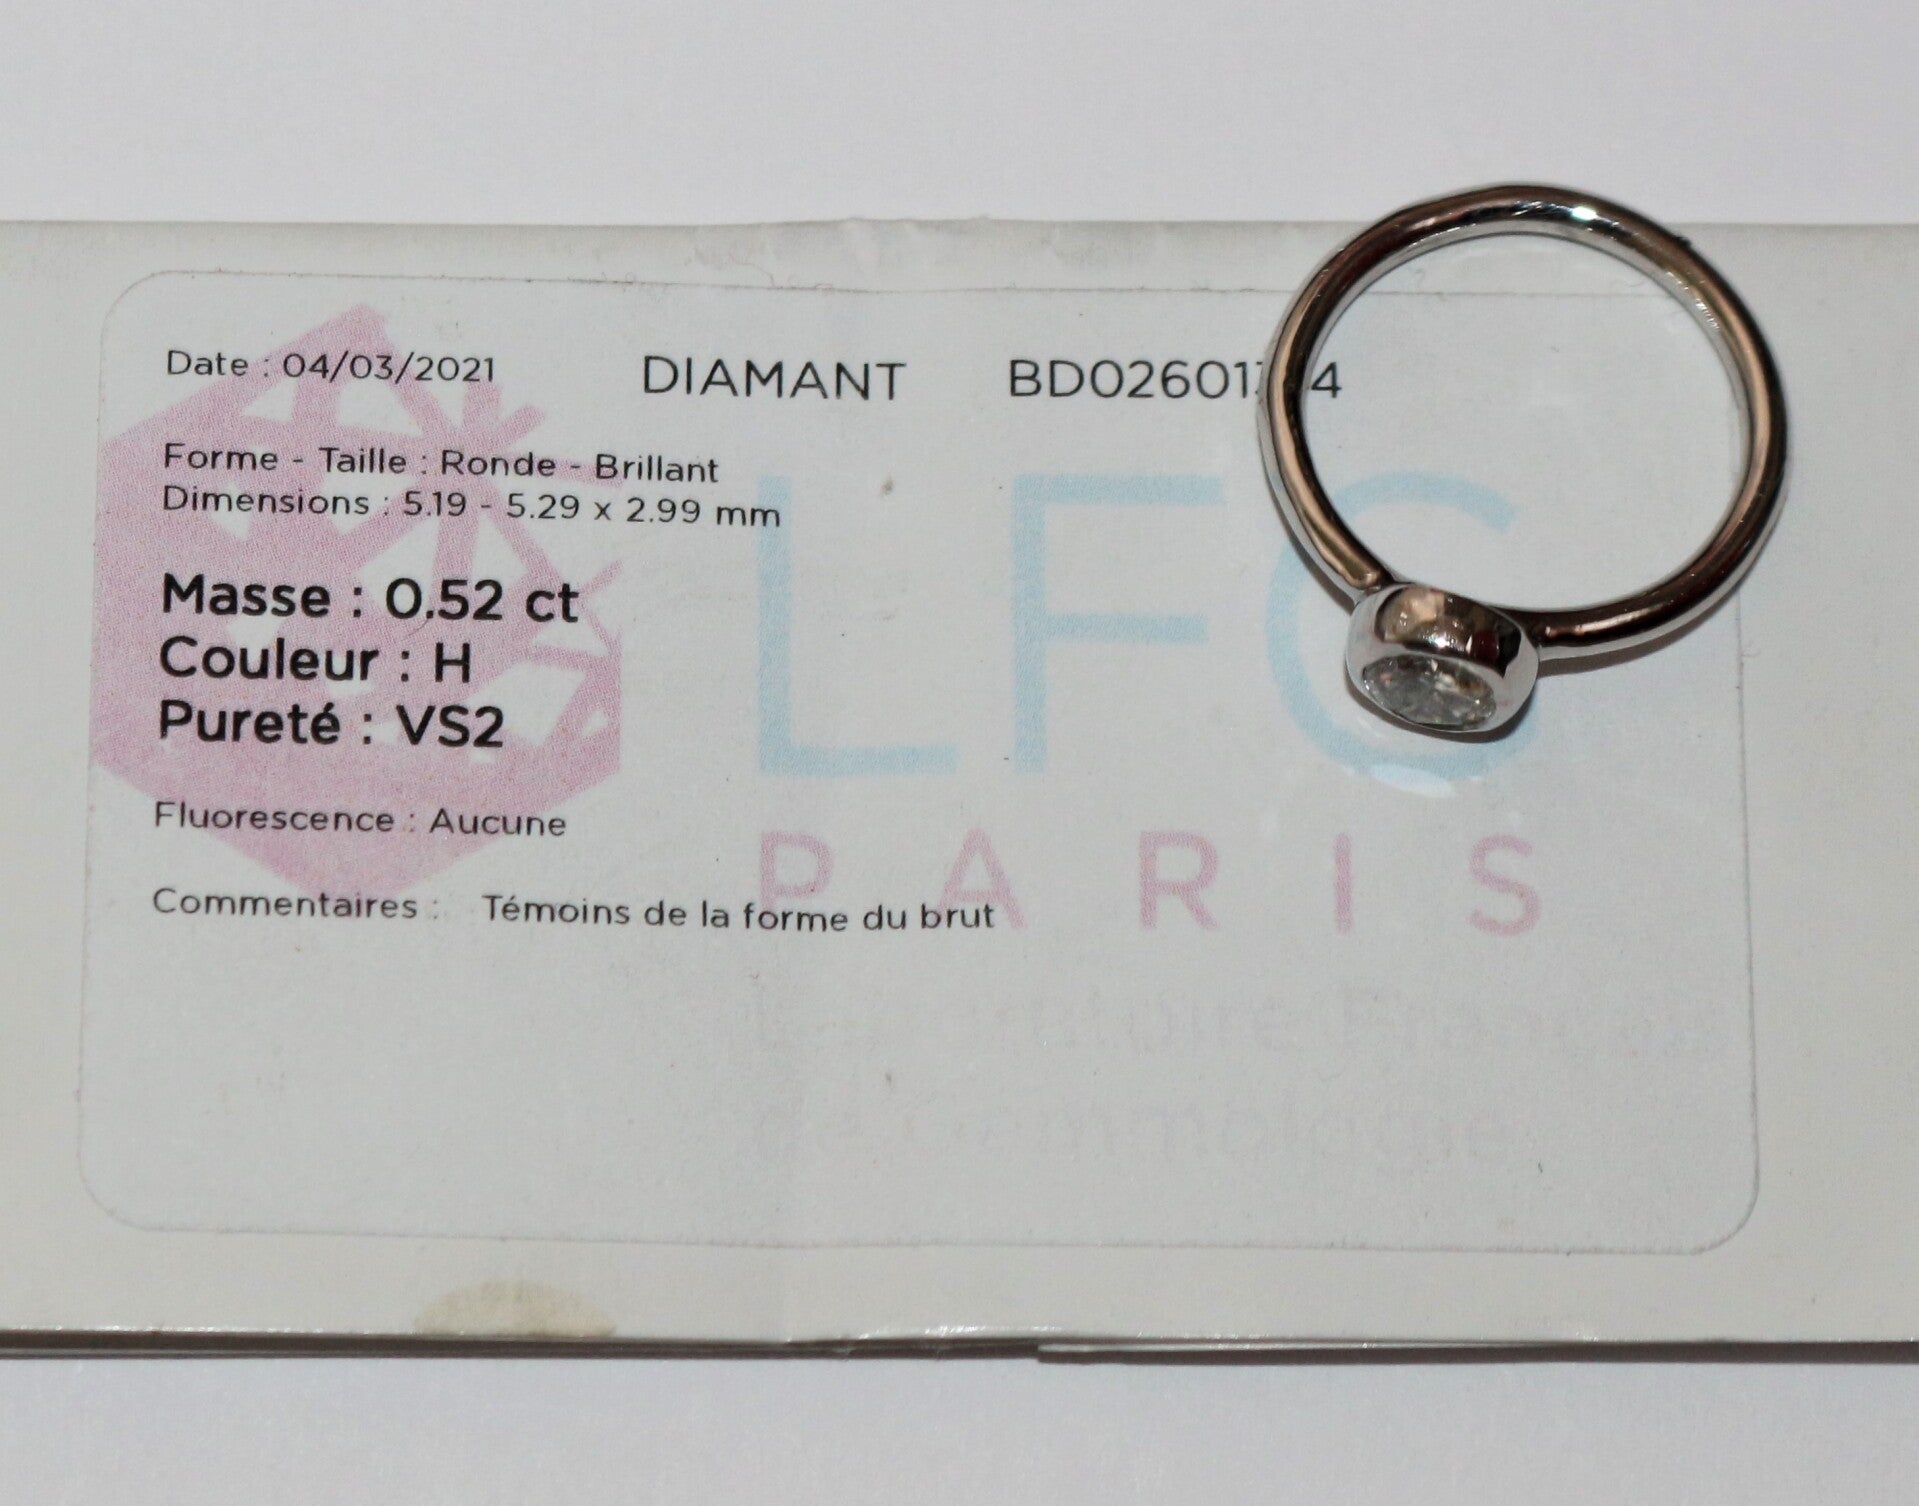 Date : 04/03/2021 DIAMANT
Forme - Taille : Ronde - Brillant
Dimensions : 5.19 - 5.29 x 2.99 mm
Masse : 0.52 ct
Couleur : H
Pureté : VS2
Fluorescence : Aucune
Commentaires : Témoins de la forme du brut
LFG
PARIS